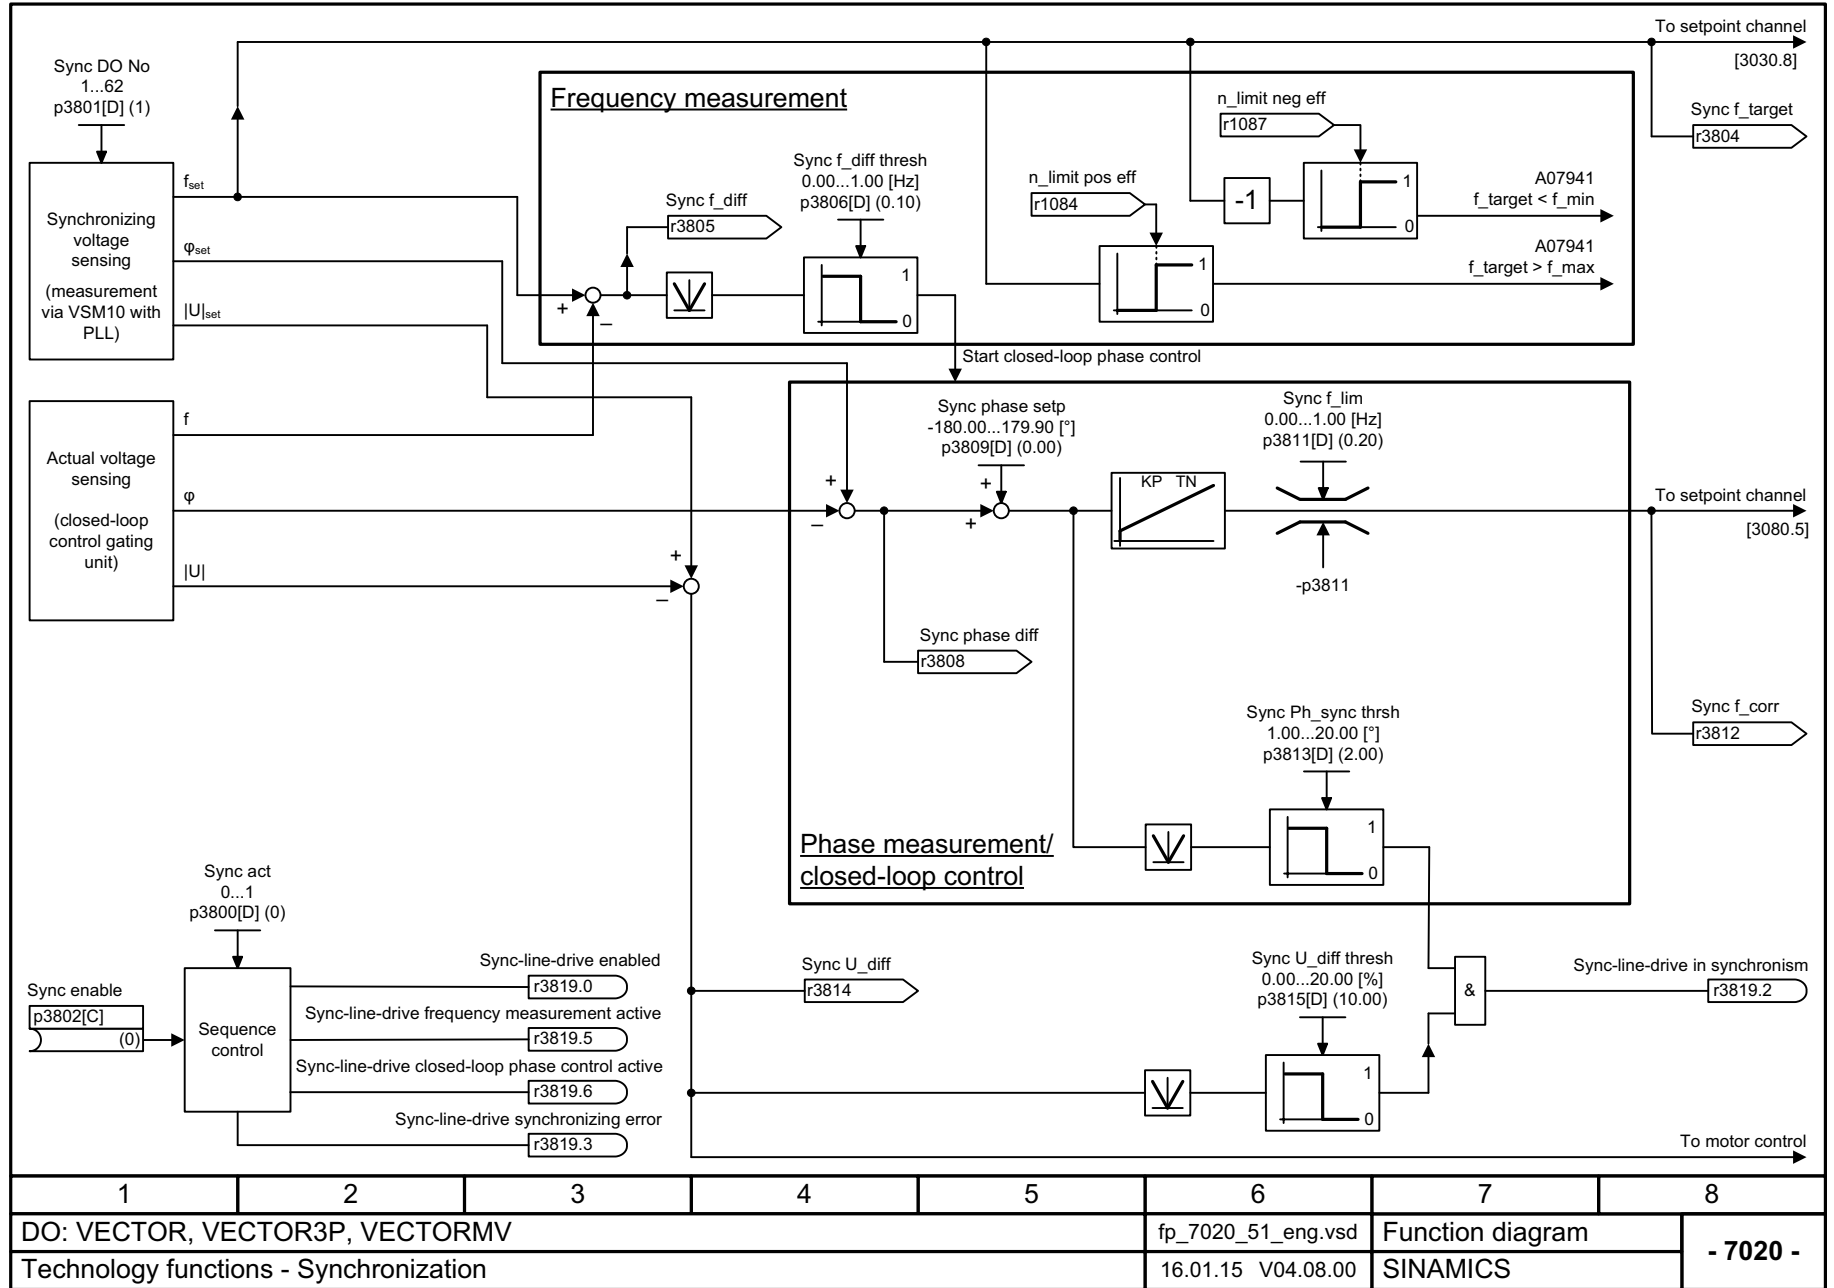 To setpoint channel
[3030.8]
Sync DO No
1...62
p3801[D] (1)
Frequency measurement
n_limit neg eff
r1087
Sync f_target
r3804
Synchronizing
voltage
sensing
(measurement
via VSM10 with
PLL)
fset
φset
|U|set
Sync f_diff
r3805
Sync f_diff thresh
0.00...1.00 [Hz]
p3806[D] (0.10)
1
0
+
–
n_limit pos eff
r1084
-1
1
0
A07941
f_target < f_min
1
0
A07941
f_target > f_max
Start closed-loop phase control
Actual voltage
sensing
(closed-loop
control gating
unit)
f
φ
|U|
Sync phase setp
-180.00...179.90 [°]
p3809[D] (0.00)
Sync f_lim
0.00...1.00 [Hz]
p3811[D] (0.20)
+
–
+
+
KP TN
-p3811
To setpoint channel
[3080.5]
+
–
Sync phase diff
r3808
Sync f_corr
r3812
Sync Ph_sync thrsh
1.00...20.00 [°]
p3813[D] (2.00)
1
0
Phase measurement/
closed-loop control
Sync act
0...1
p3800[D] (0)
Sync enable
p3802[C]
(0)
Sequence
control
Sync-line-drive enabled
r3819.0
Sync-line-drive frequency measurement active
r3819.5
Sync-line-drive closed-loop phase control active
r3819.6
Sync-line-drive synchronizing error
r3819.3
Sync U_diff
r3814
Sync U_diff thresh
0.00...20.00 [%]
p3815[D] (10.00)
1
0
&
Sync-line-drive in synchronism
r3819.2
To motor control
1 2 3 4 5 6 7 8
DO: VECTOR, VECTOR3P, VECTORMV
fp_7020_51_eng.vsd
Function diagram
- 7020 -
Technology functions - Synchronization
16.01.15 V04.08.00
SINAMICS